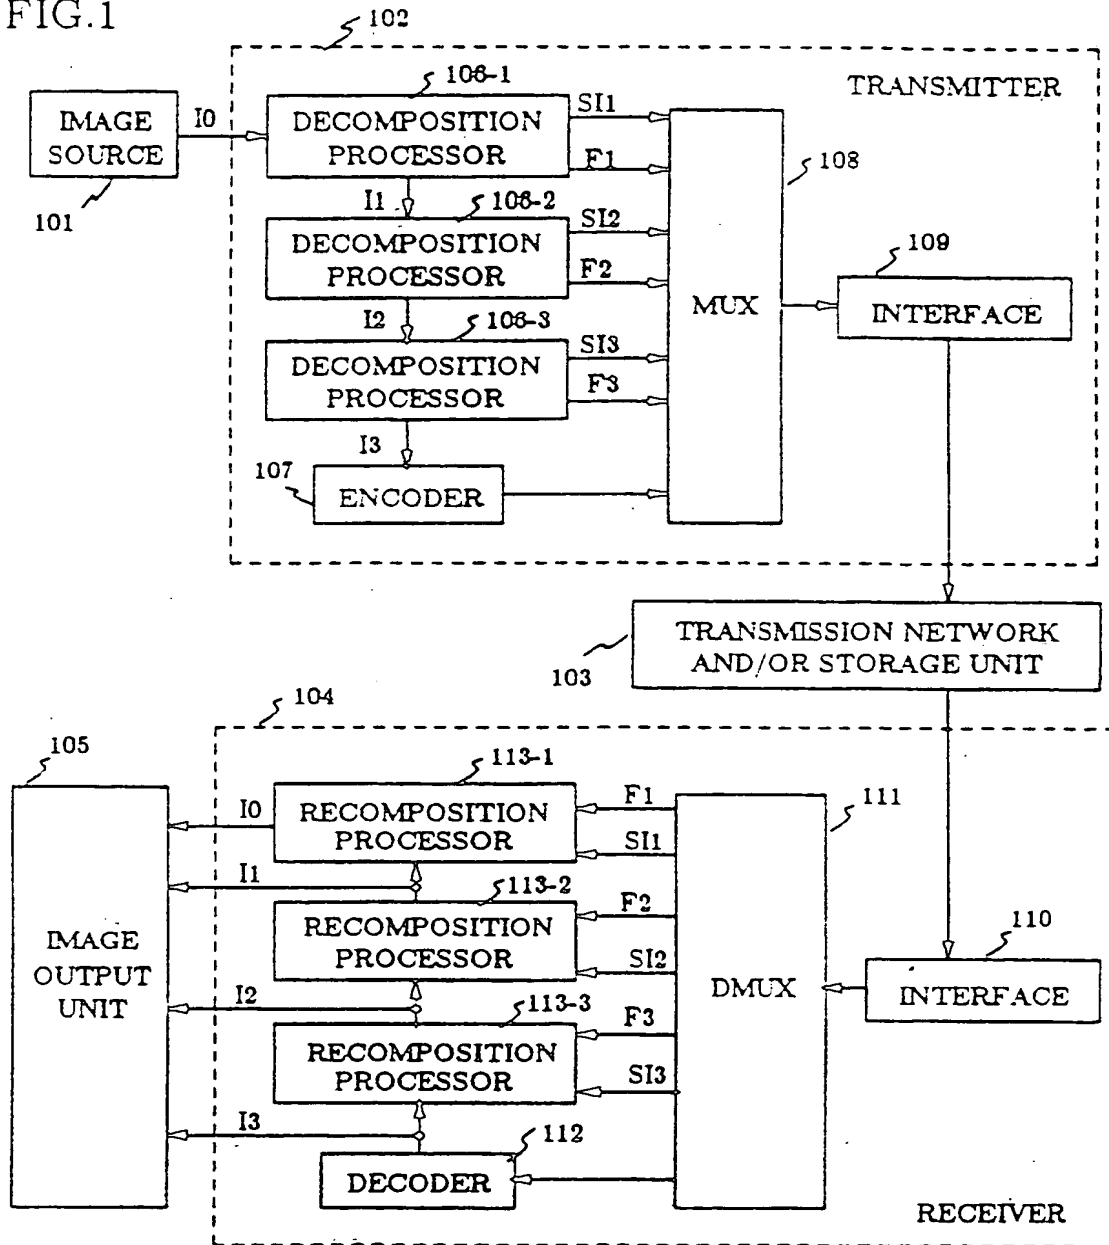 FIG.1
102
106-1
TRANSMITTER
IMAGE
SOURCE
I0
DECOMPOSITION
PROCESSOR
SI1
F1
108
101
I1
106-2
DECOMPOSITION
PROCESSOR
SI2
F2
109
MUX
INTERFACE
I2
106-3
DECOMPOSITION
PROCESSOR
SI3
F3
I3
107
ENCODER
TRANSMISSION NETWORK
AND/OR STORAGE UNIT
103
104
105
113-1
111
I0
RECOMPOSITION
PROCESSOR
F1
SI1
I1
113-2
RECOMPOSITION
PROCESSOR
F2
SI2
110
IMAGE
OUTPUT
UNIT
DMUX
INTERFACE
I2
113-3
RECOMPOSITION
PROCESSOR
F3
SI3
I3
112
DECODER
RECEIVER